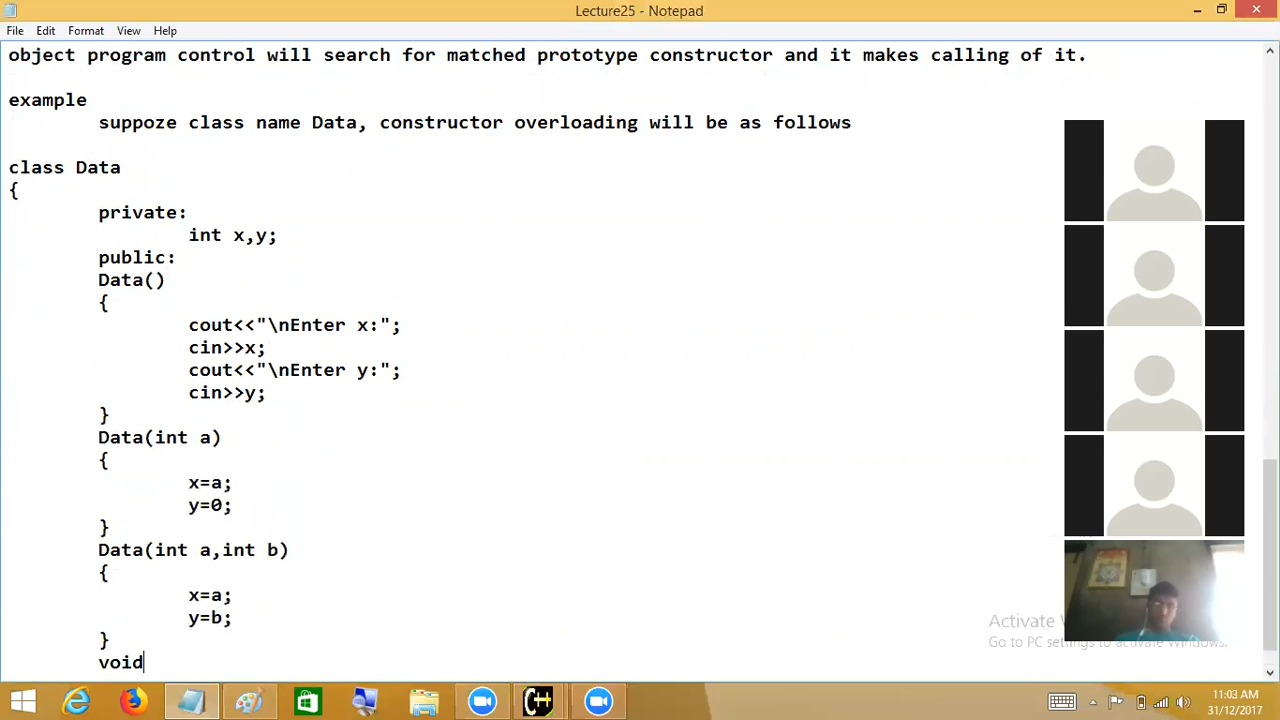 Lecture25 - Notepad
File Edit Format View Help
object program control will search for matched prototype constructor and it makes calling of it.
example
suppoze class name Data, constructor overloading will be as follows
class Data
{
private:
int x,y;
public:
Data()
{
cout<<"\nEnter x:";
cin>>x;
cout<<"\nEnter y:";
cin>>y;
}
Data(int a)
{
x=a;
y=0;
}
Data(int a,int b)
{
x=a;
y=b;
}
void
Activate
Go to PC settings to activate Windows.
C++
11:03 AM
31/12/2017